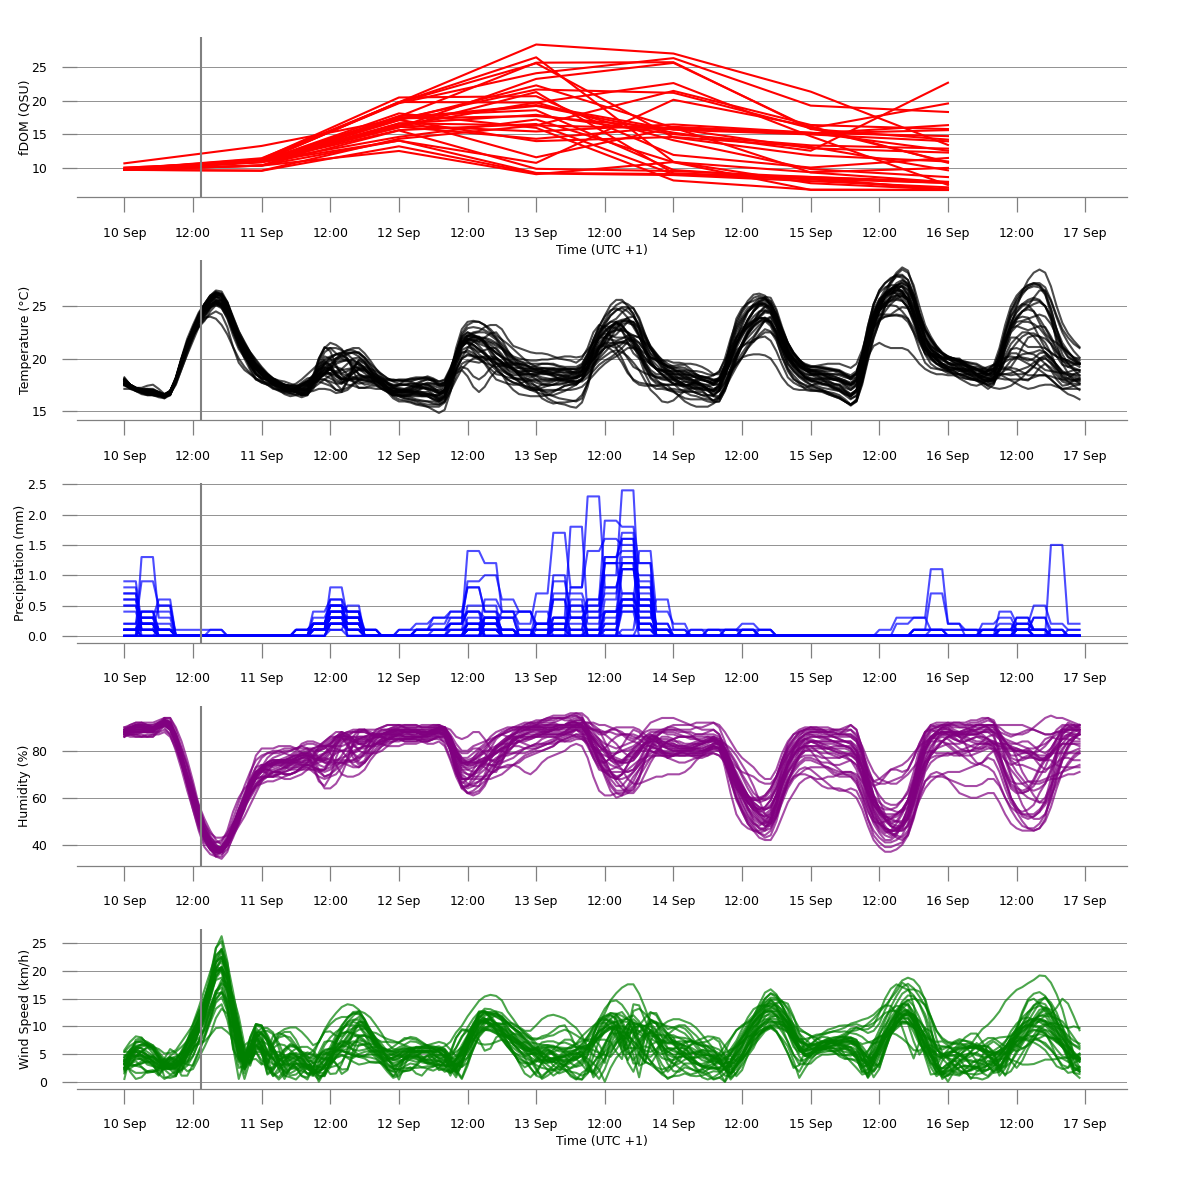 fDOM (QSU)
25
20
15
10
10 Sep 12:00 11 Sep 12:00 12 Sep 12:00 13 Sep 12:00 14 Sep 12:00 15 Sep 12:00 16 Sep 12:00 17 Sep
Time (UTC +1)
Temperature (°C)
25
20
15
10 Sep 12:00 11 Sep 12:00 12 Sep 12:00 13 Sep 12:00 14 Sep 12:00 15 Sep 12:00 16 Sep 12:00 17 Sep
Precipitation (mm)
2.5
2.0
1.5
1.0
0.5
0.0
10 Sep 12:00 11 Sep 12:00 12 Sep 12:00 13 Sep 12:00 14 Sep 12:00 15 Sep 12:00 16 Sep 12:00 17 Sep
Humidity (%)
80
60
40
10 Sep 12:00 11 Sep 12:00 12 Sep 12:00 13 Sep 12:00 14 Sep 12:00 15 Sep 12:00 16 Sep 12:00 17 Sep
Wind Speed (km/h)
25
20
15
10
5
0
10 Sep 12:00 11 Sep 12:00 12 Sep 12:00 13 Sep 12:00 14 Sep 12:00 15 Sep 12:00 16 Sep 12:00 17 Sep
Time (UTC +1)